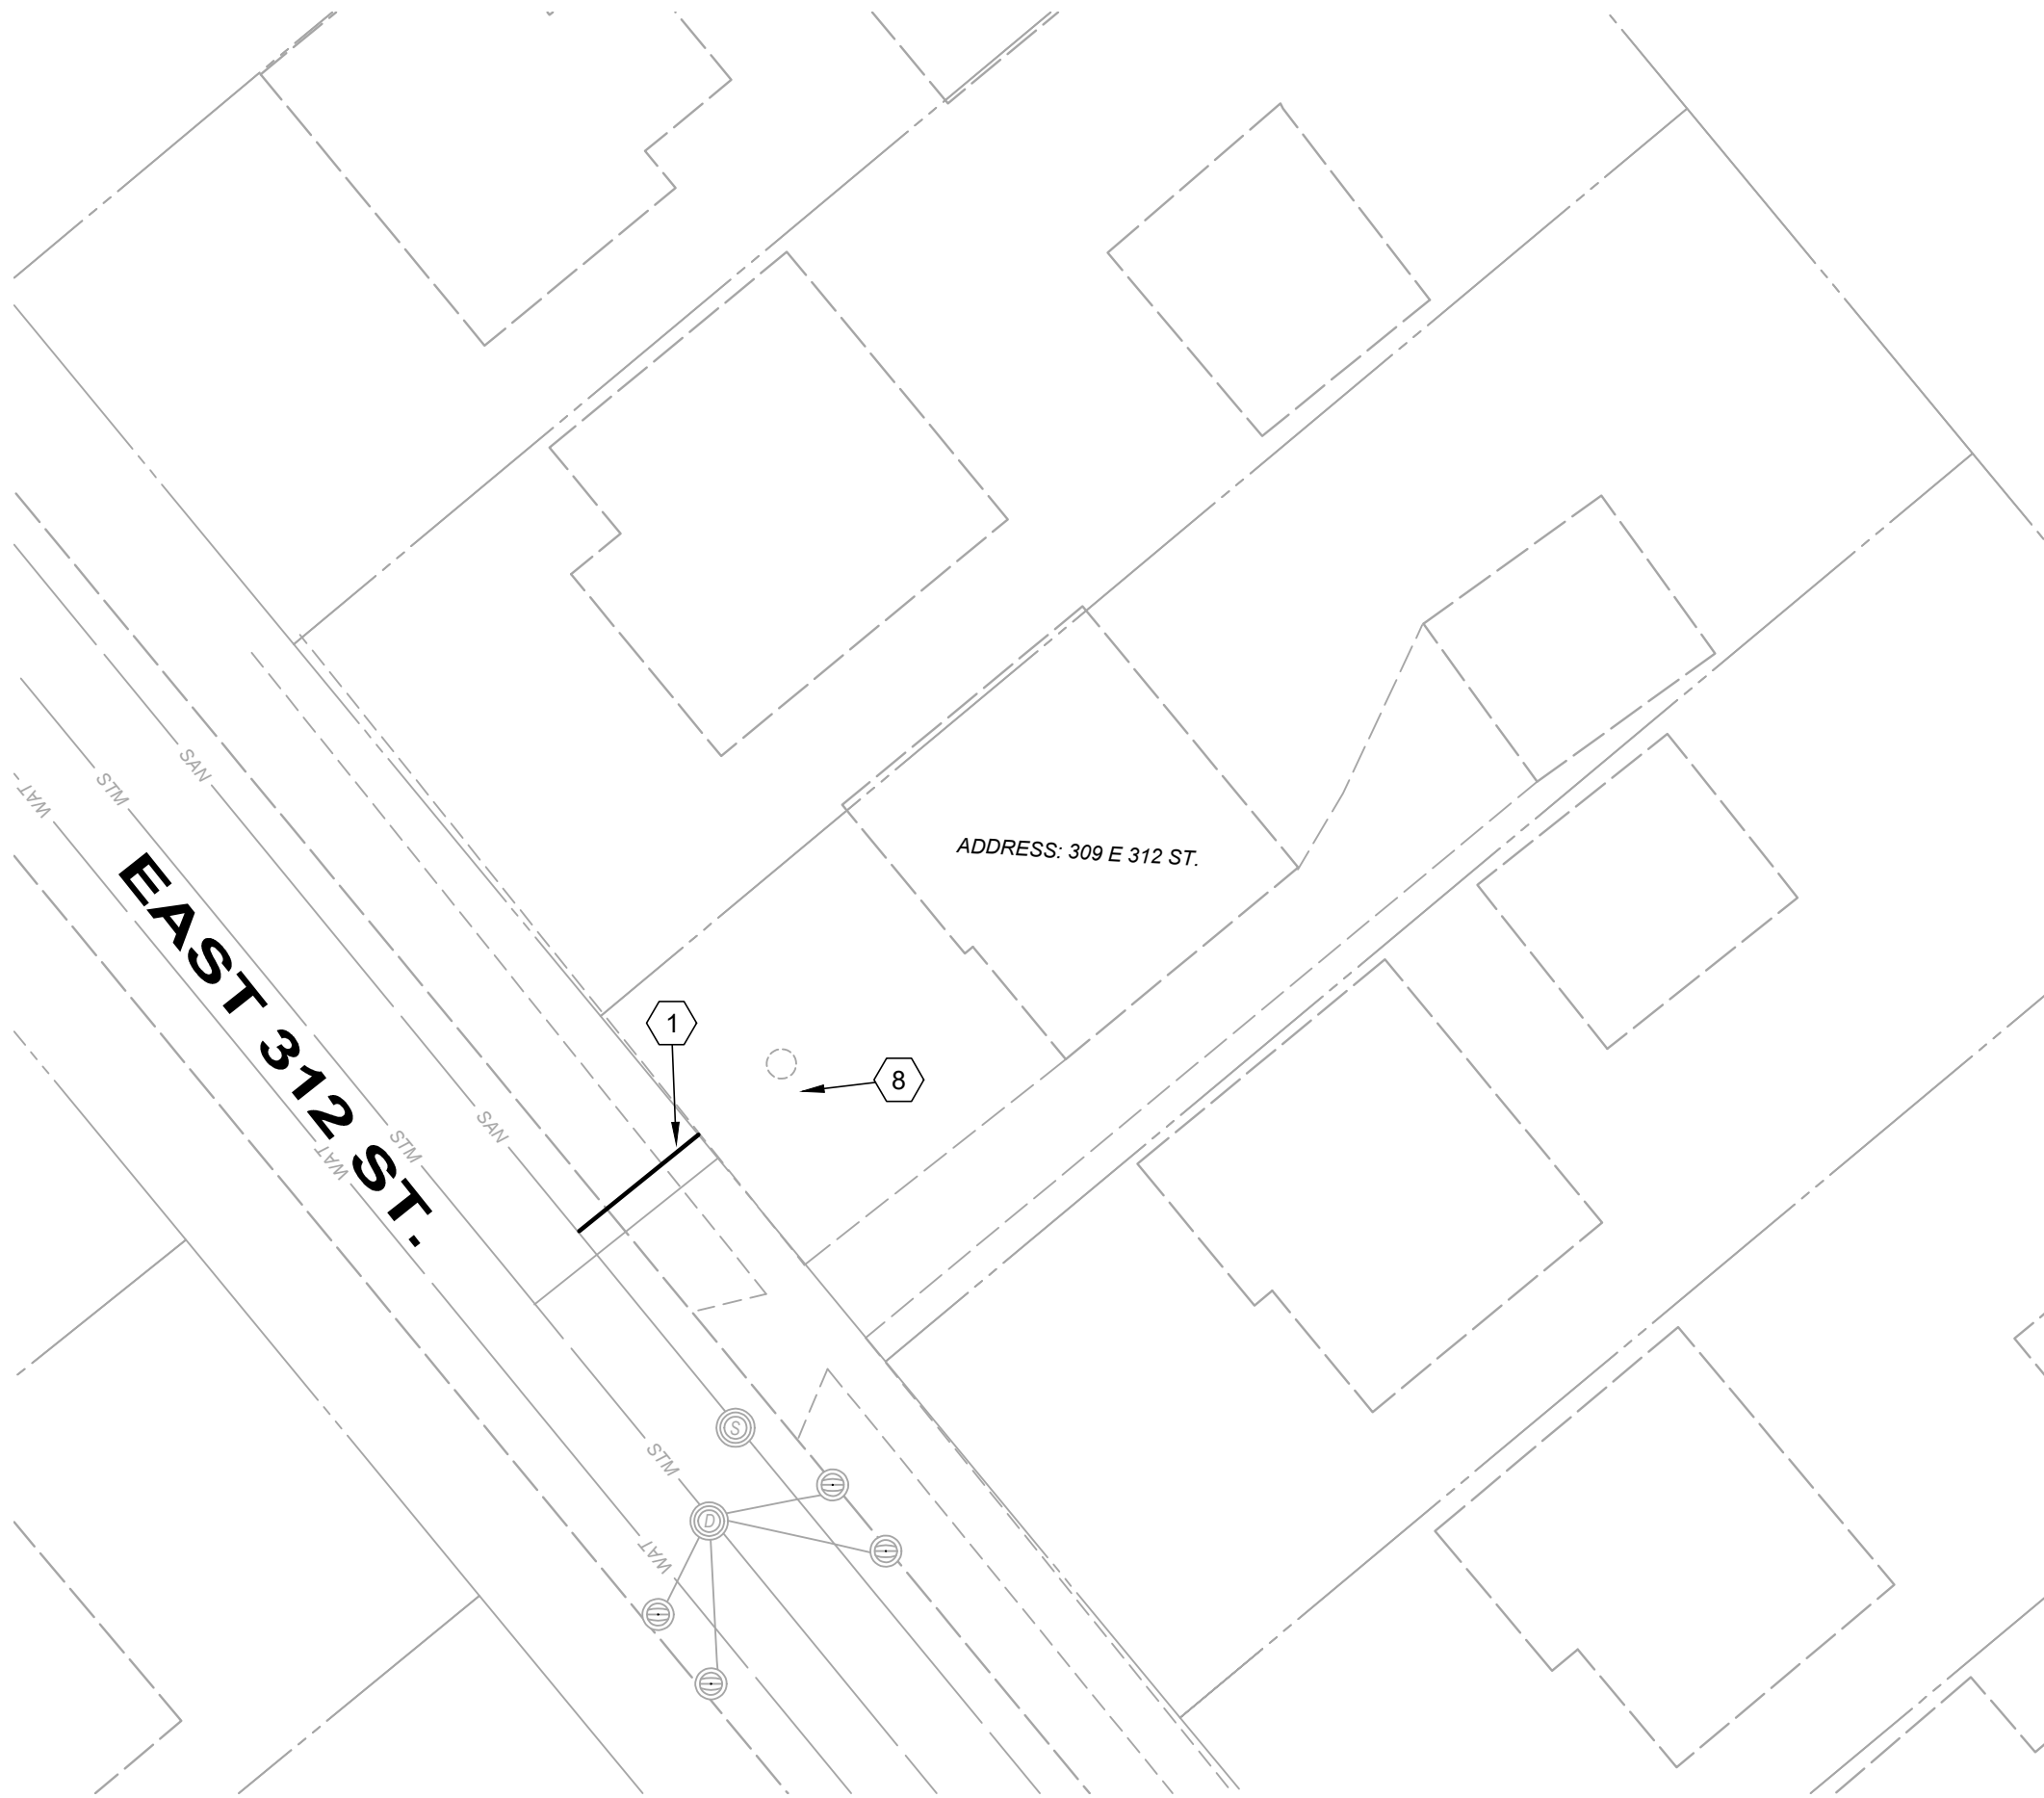 SAN
STM
WAT
EAST 312 ST.
ADDRESS: 309 E 312 ST.
1
8
SAN
STM
WAT
S
STM
D
WAT